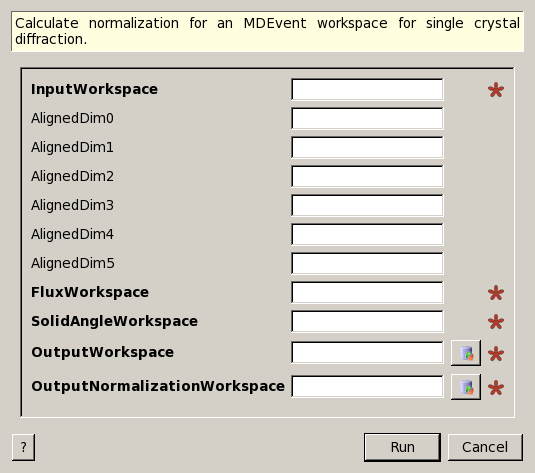 Calculate normalization for an MDEvent workspace for single crystal
diffraction.
InputWorkspace
AlignedDim0
AlignedDim1
AlignedDim2
AlignedDim3
AlignedDim4
AlignedDim5
FluxWorkspace
SolidAngleWorkspace
OutputWorkspace
OutputNormalizationWorkspace
? Run Cancel